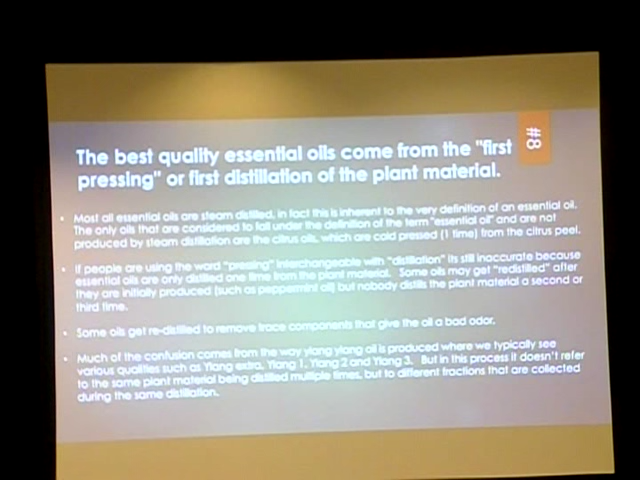 #8
The best quality essential oils come from the "first
pressing" or first distillation of the plant material.
• Most all essential oils are steam distilled, in fact this is inherent to the very definition of an essential oil.
The only oils that are considered to fall under the definition of the term "essential oil" and are not
produced by steam distillation are the citrus oils, which are cold pressed (1 time) from the citrus peel.
• If people are using the word "pressing" interchangeable with "distillation" its still inaccurate because
essential oils are only distilled one time from the plant material. Some oils may get "redistilled" after
they are initially produced (such as peppermint oil) but nobody distills the plant material a second or
third time.
• Some oils get re-distilled to remove trace components that give the oil a bad odor.
• Much of the confusion comes from the way ylang ylang oil is produced where we typically see
various qualities such as Ylang extra, Ylang 1, Ylang 2 and Ylang 3. But in this process it doesn't refer
to the same plant material being distilled multiple times, but to different fractions that are collected
during the same distillation.